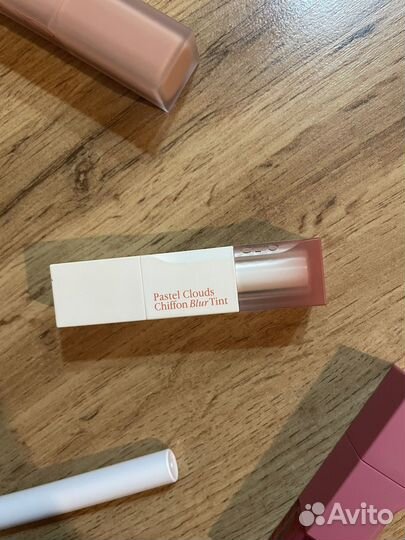 Pastel Clouds
Chiffon Blur Tint
Avito